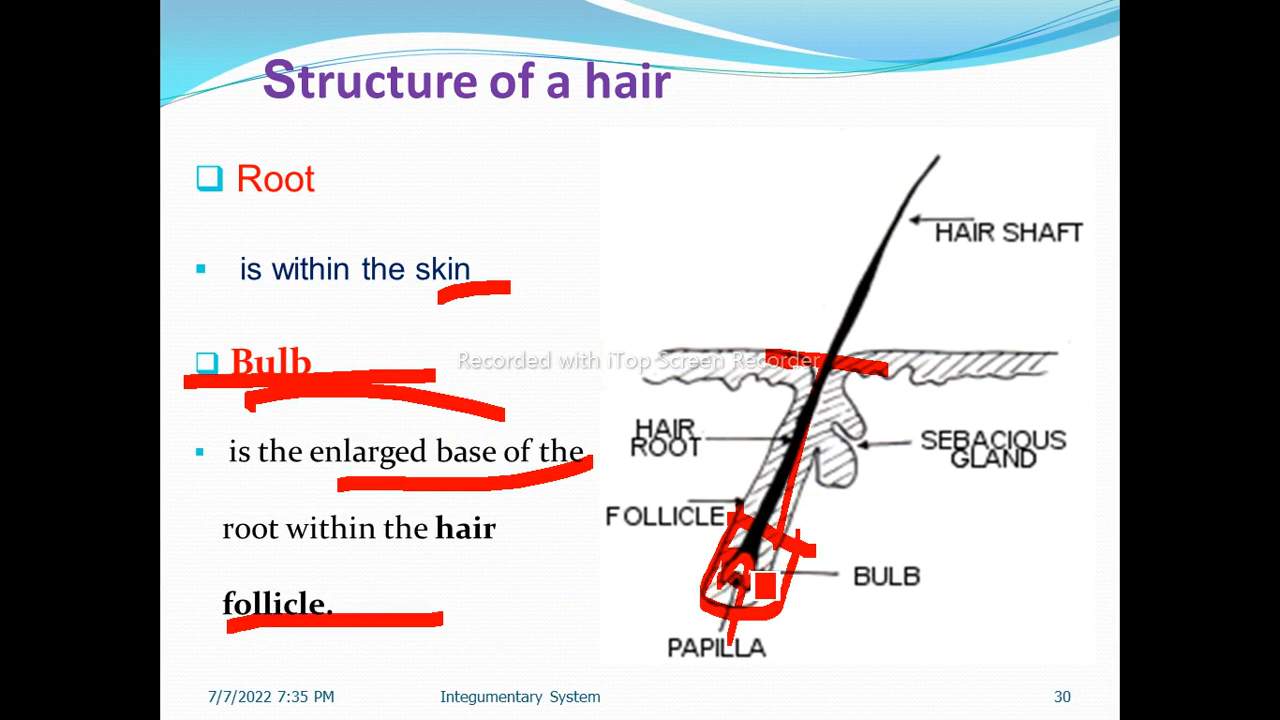 Structure of a hair
❑ Root
▪ is within the skin
❑ Bulb
▪ is the enlarged base of the
root within the hair
follicle.
Recorded with iTop Screen Recorder
HAIR SHAFT
HAIR
ROOT
SEBACIOUS
GLAND
FOLLICLE
BULB
PAPILLA
7/7/2022 7:35 PM
Integumentary System
30